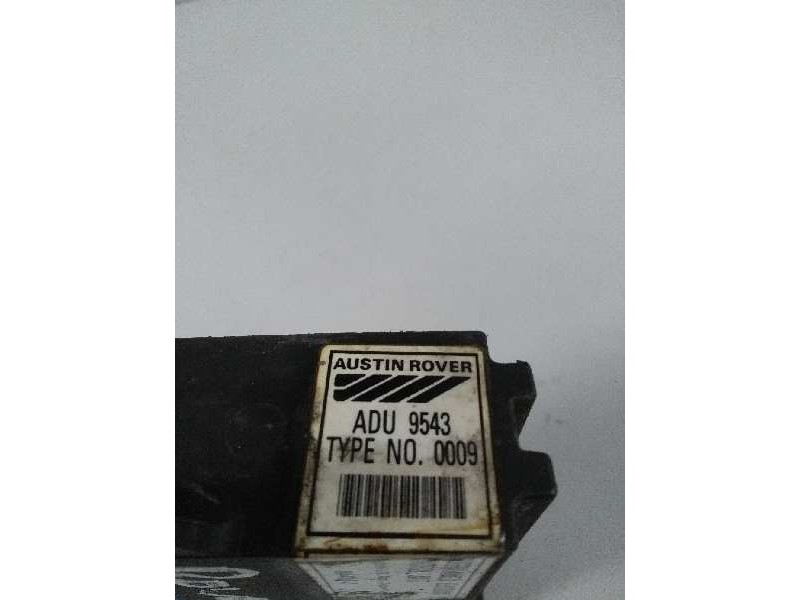 AUSTIN ROVER
ADU 9543
TYPE NO. 0009